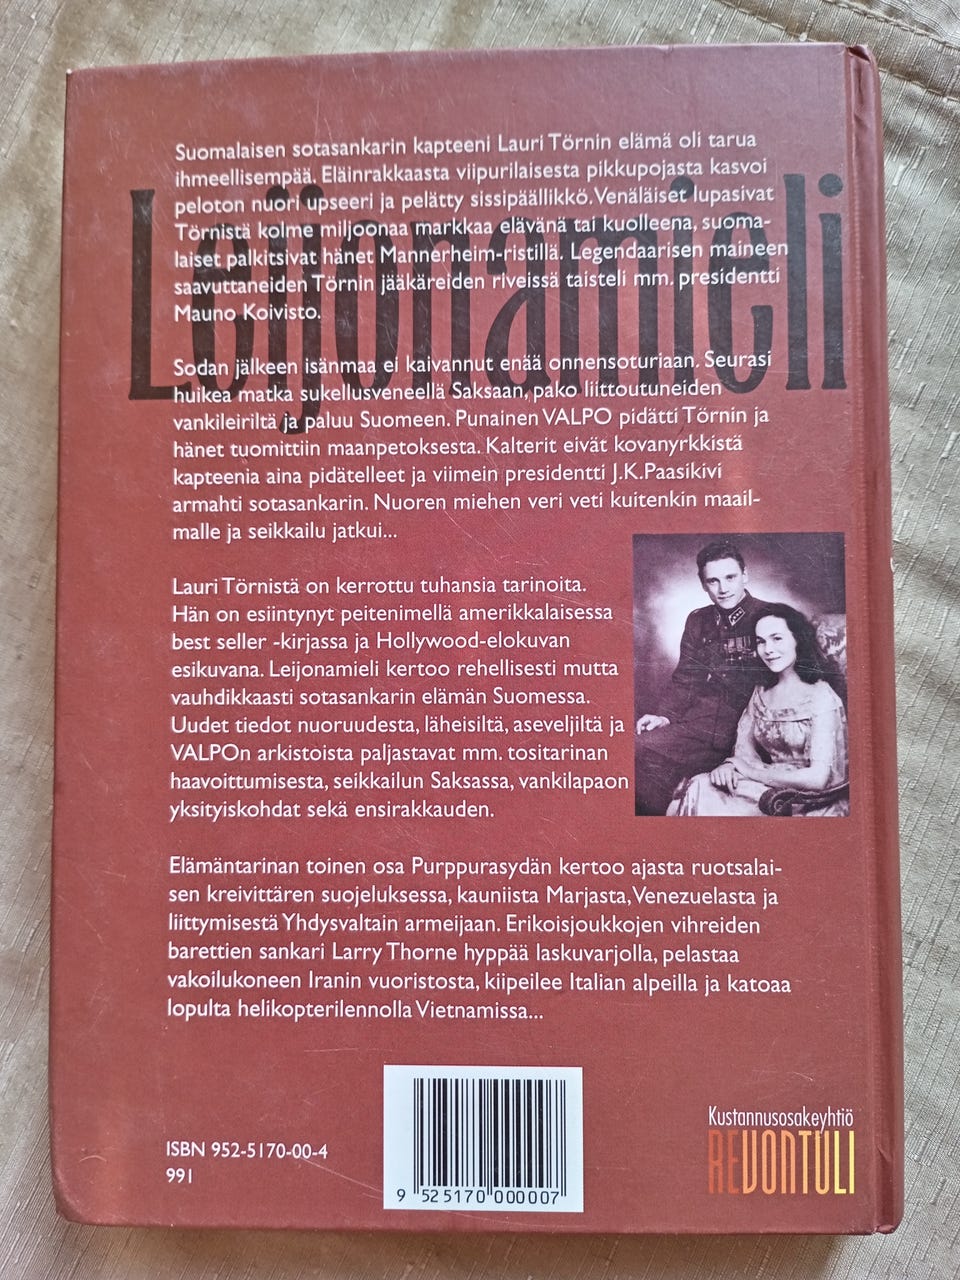 Leijonamieli
Suomalaisen sotasankarin kapteeni Lauri Törnin elämä oli tarua
ihmeellisempää. Eläinrakkaasta viipurilaisesta pikkupojasta kasvoi
peloton nuori upseeri ja pelätty sissipäällikkö. Venäläiset lupasivat
Törnistä kolme miljoonaa markkaa elävänä tai kuolleena, suoma-
laiset palkitsivat hänet Mannerheim-ristillä. Legendaarisen maineen
saavuttaneiden Törnin jääkäreiden riveissä taisteli mm. presidentti
Mauno Koivisto.
Sodan jälkeen isänmaa ei kaivannut enää onnensoturiaan. Seurasi
huikea matka sukellusveneellä Saksaan, pako liittoutuneiden
vankileiriltä ja paluu Suomeen. Punainen VALPO pidätti Törnin ja
hänet tuomittiin maanpetoksesta. Kalterit eivät kovanyrkkistä
kapteenia aina pidätelleet ja viimein presidentti J.K.Paasikivi
armahti sotasankarin. Nuoren miehen veri veti kuitenkin maail-
malle ja seikkailu jatkui...
Lauri Törnistä on kerrottu tuhansia tarinoita.
Hän on esiintynyt peitenimellä amerikkalaisessa
best seller -kirjassa ja Hollywood-elokuvan
esikuvana. Leijonamieli kertoo rehellisesti mutta
vauhdikkaasti sotasankarin elämän Suomessa.
Uudet tiedot nuoruudesta, läheisiltä, aseveljiltä ja
VALPOn arkistoista paljastavat mm. tositarinan
haavoittumisesta, seikkailun Saksassa, vankilapaon
yksityiskohdat sekä ensirakkauden.
Elämäntarinan toinen osa Purppurasydän kertoo ajasta ruotsalai-
sen kreivittären suojeluksessa, kauniista Marjasta, Venezuelasta ja
liittymisestä Yhdysvaltain armeijaan. Erikoisjoukkojen vihreiden
barettien sankari Larry Thorne hyppää laskuvarjolla, pelastaa
vakoilukoneen Iranin vuoristosta, kiipeilee Italian alpeilla ja katoaa
lopulta helikopterilennolla Vietnamissa...
ISBN 952-5170-00-4
991
9 525170 000007
Kustannusosakeyhtiö
REVONTULI